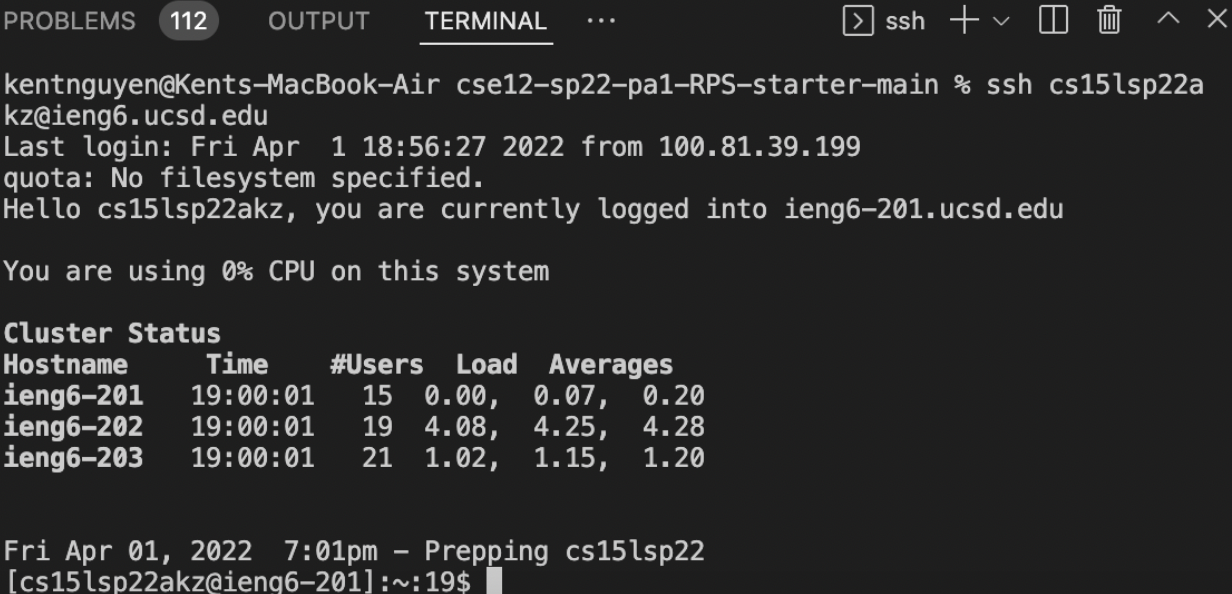 PROBLEMS 112 OUTPUT TERMINAL ··· ssh
kentnguyen@Kents-MacBook-Air cse12-sp22-pa1-RPS-starter-main % ssh cs15lsp22a
kz@ieng6.ucsd.edu
Last login: Fri Apr  1 18:56:27 2022 from 100.81.39.199
quota: No filesystem specified.
Hello cs15lsp22akz, you are currently logged into ieng6-201.ucsd.edu
You are using 0% CPU on this system
Cluster Status
Hostname     Time    #Users  Load  Averages
ieng6-201   19:00:01   15  0.00,  0.07,  0.20
ieng6-202   19:00:01   19  4.08,  4.25,  4.28
ieng6-203   19:00:01   21  1.02,  1.15,  1.20
Fri Apr 01, 2022  7:01pm - Prepping cs15lsp22
[cs15lsp22akz@ieng6-201]:~:19$